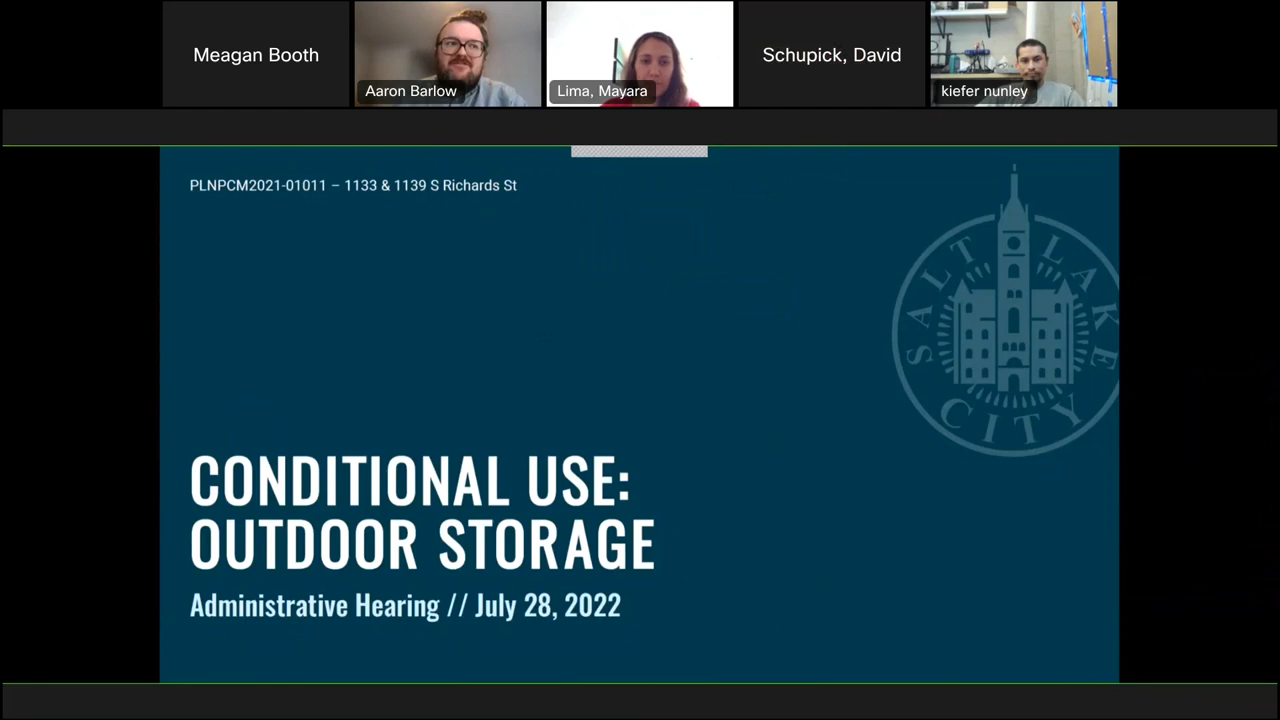 Meagan Booth
Aaron Barlow
Lima, Mayara
Schupick, David
kiefer nunley
PLNPCM2021-01011 – 1133 & 1139 S Richards St
SALT LAKE
CITY
CONDITIONAL USE:
OUTDOOR STORAGE
Administrative Hearing // July 28, 2022